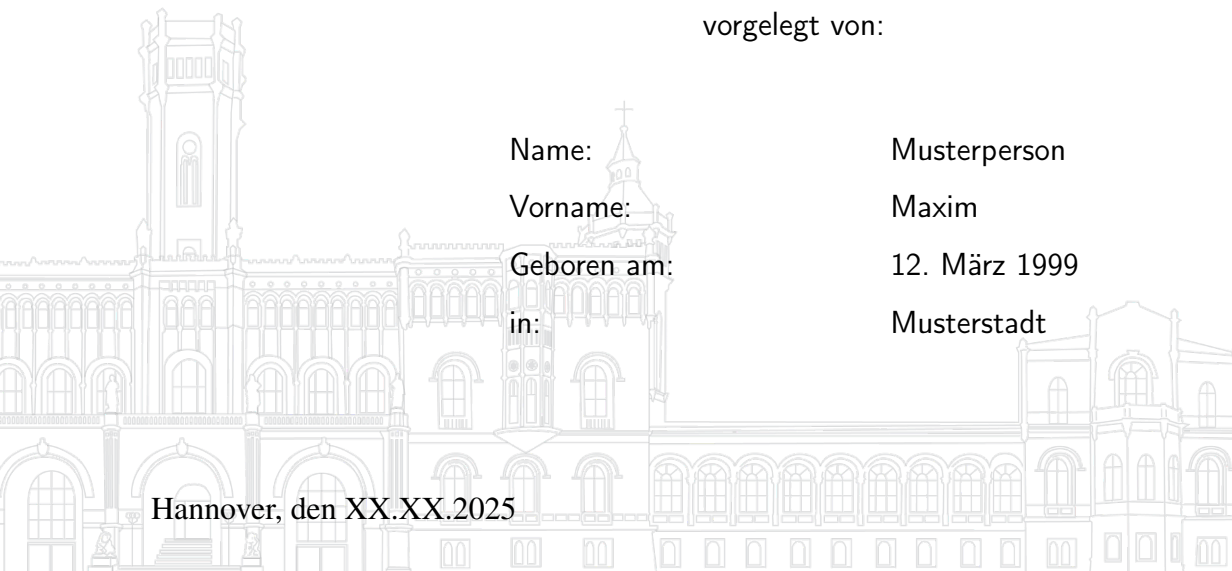 vorgelegt von:
Name: Musterperson
Vorname: Maxim
Geboren am: 12. März 1999
in: Musterstadt
Hannover, den XX.XX.2025